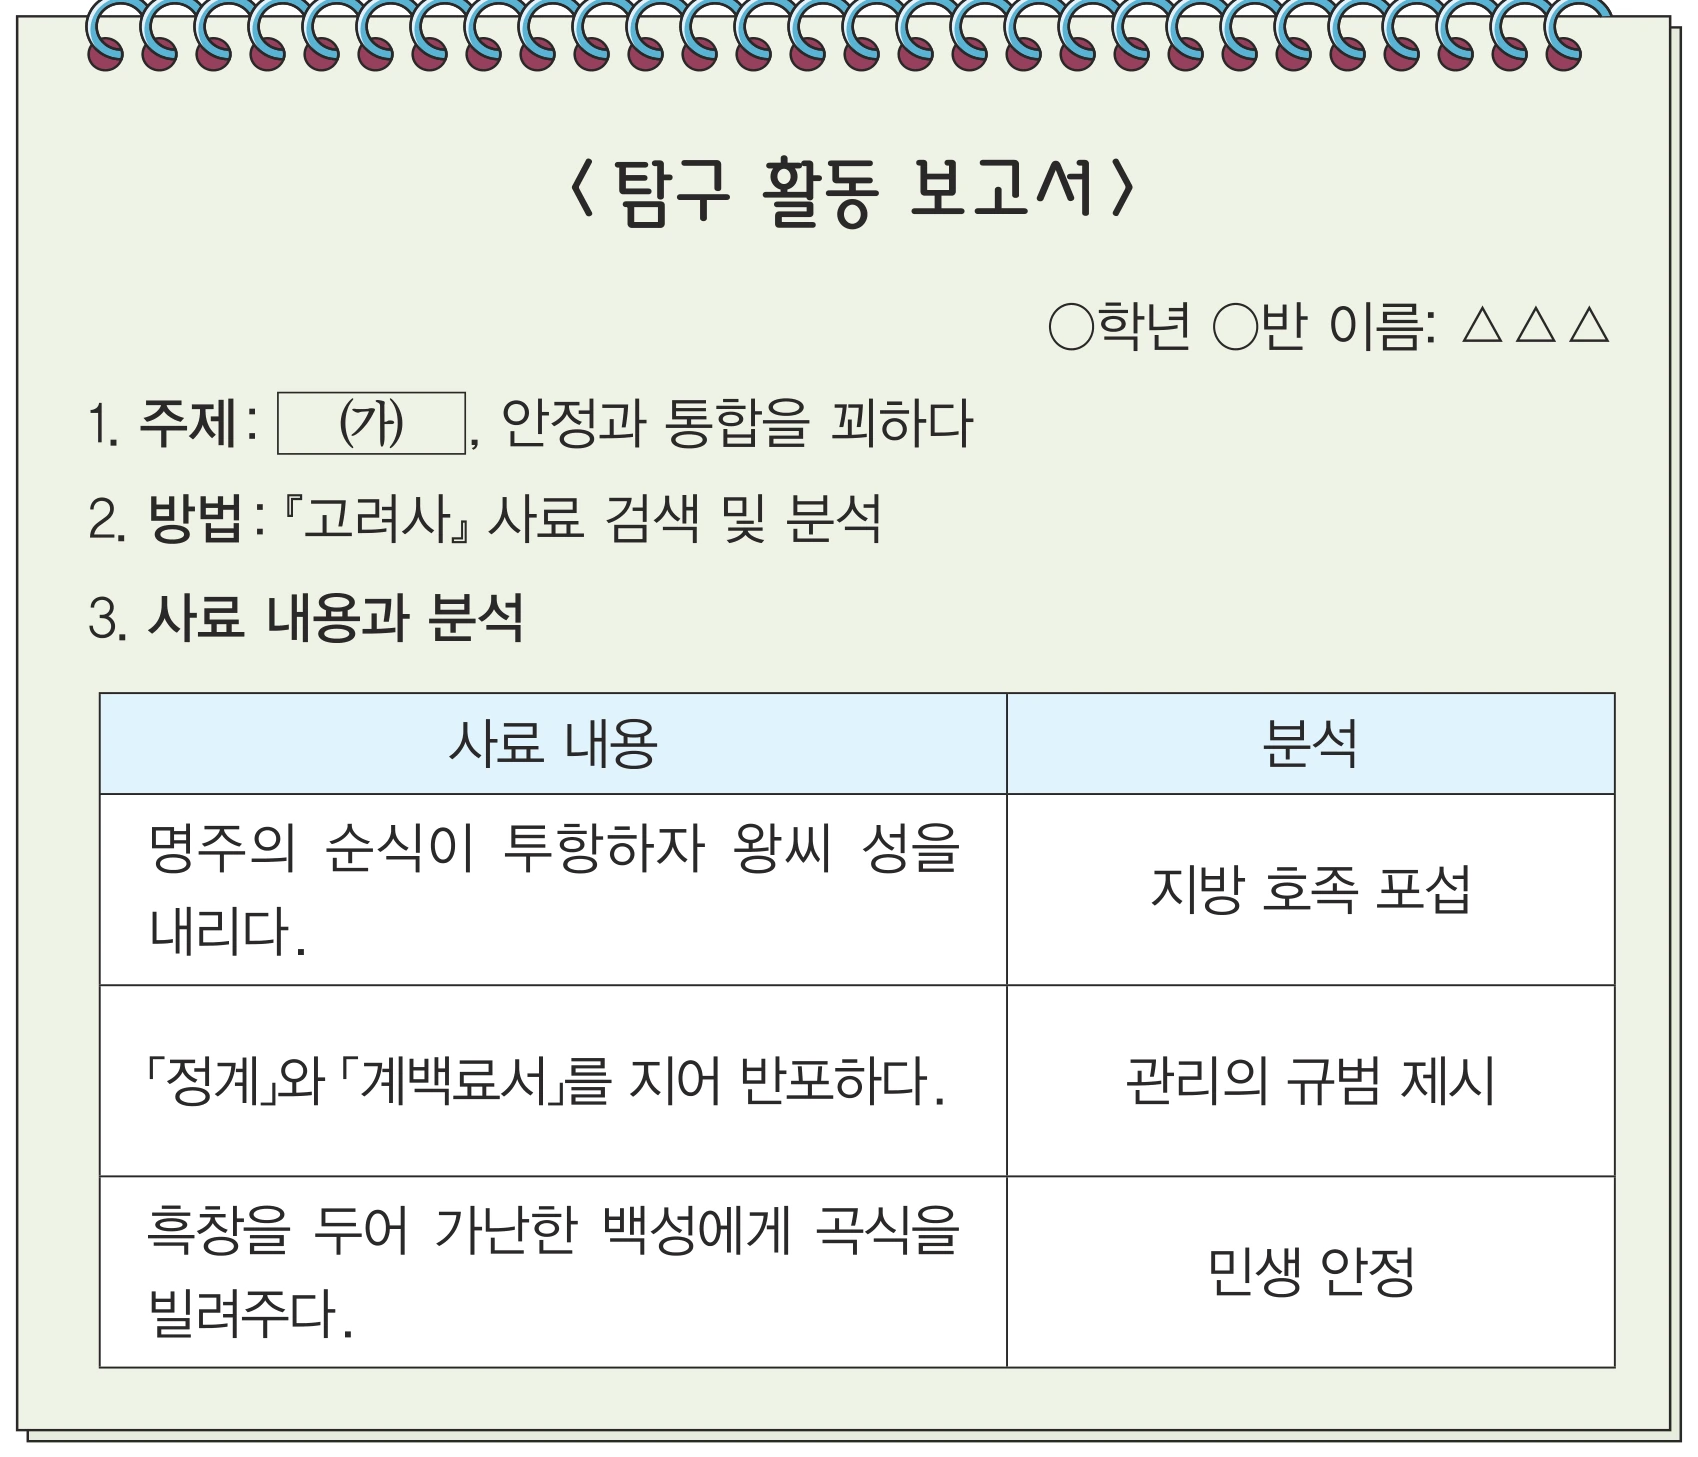 < 탐구 활동 보고서 >
○학년 ○반 이름: △△△
1. 주제: (가), 안정과 통합을 꾀하다
2. 방법: 『고려사』 사료 검색 및 분석
3. 사료 내용과 분석
사료 내용
분석
명주의 순식이 투항하자 왕씨 성을
내리다.
지방 호족 포섭
「정계」와 「계백료서」를 지어 반포하다.
관리의 규범 제시
흑창을 두어 가난한 백성에게 곡식을
빌려주다.
민생 안정